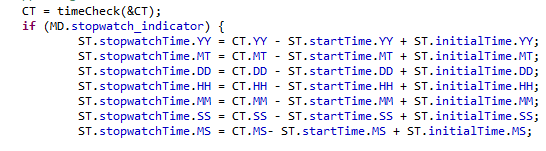 CT = timeCheck(&CT);
if (MD.stopwatch_indicator) {
ST.stopwatchTime.YY = CT.YY - ST.startTime.YY + ST.initialTime.YY;
ST.stopwatchTime.MT = CT.MT - ST.startTime.MT + ST.initialTime.MT;
ST.stopwatchTime.DD = CT.DD - ST.startTime.DD + ST.initialTime.DD;
ST.stopwatchTime.HH = CT.HH - ST.startTime.HH + ST.initialTime.HH;
ST.stopwatchTime.MM = CT.MM - ST.startTime.MM + ST.initialTime.MM;
ST.stopwatchTime.SS = CT.SS - ST.startTime.SS + ST.initialTime.SS;
ST.stopwatchTime.MS = CT.MS- ST.startTime.MS + ST.initialTime.MS;